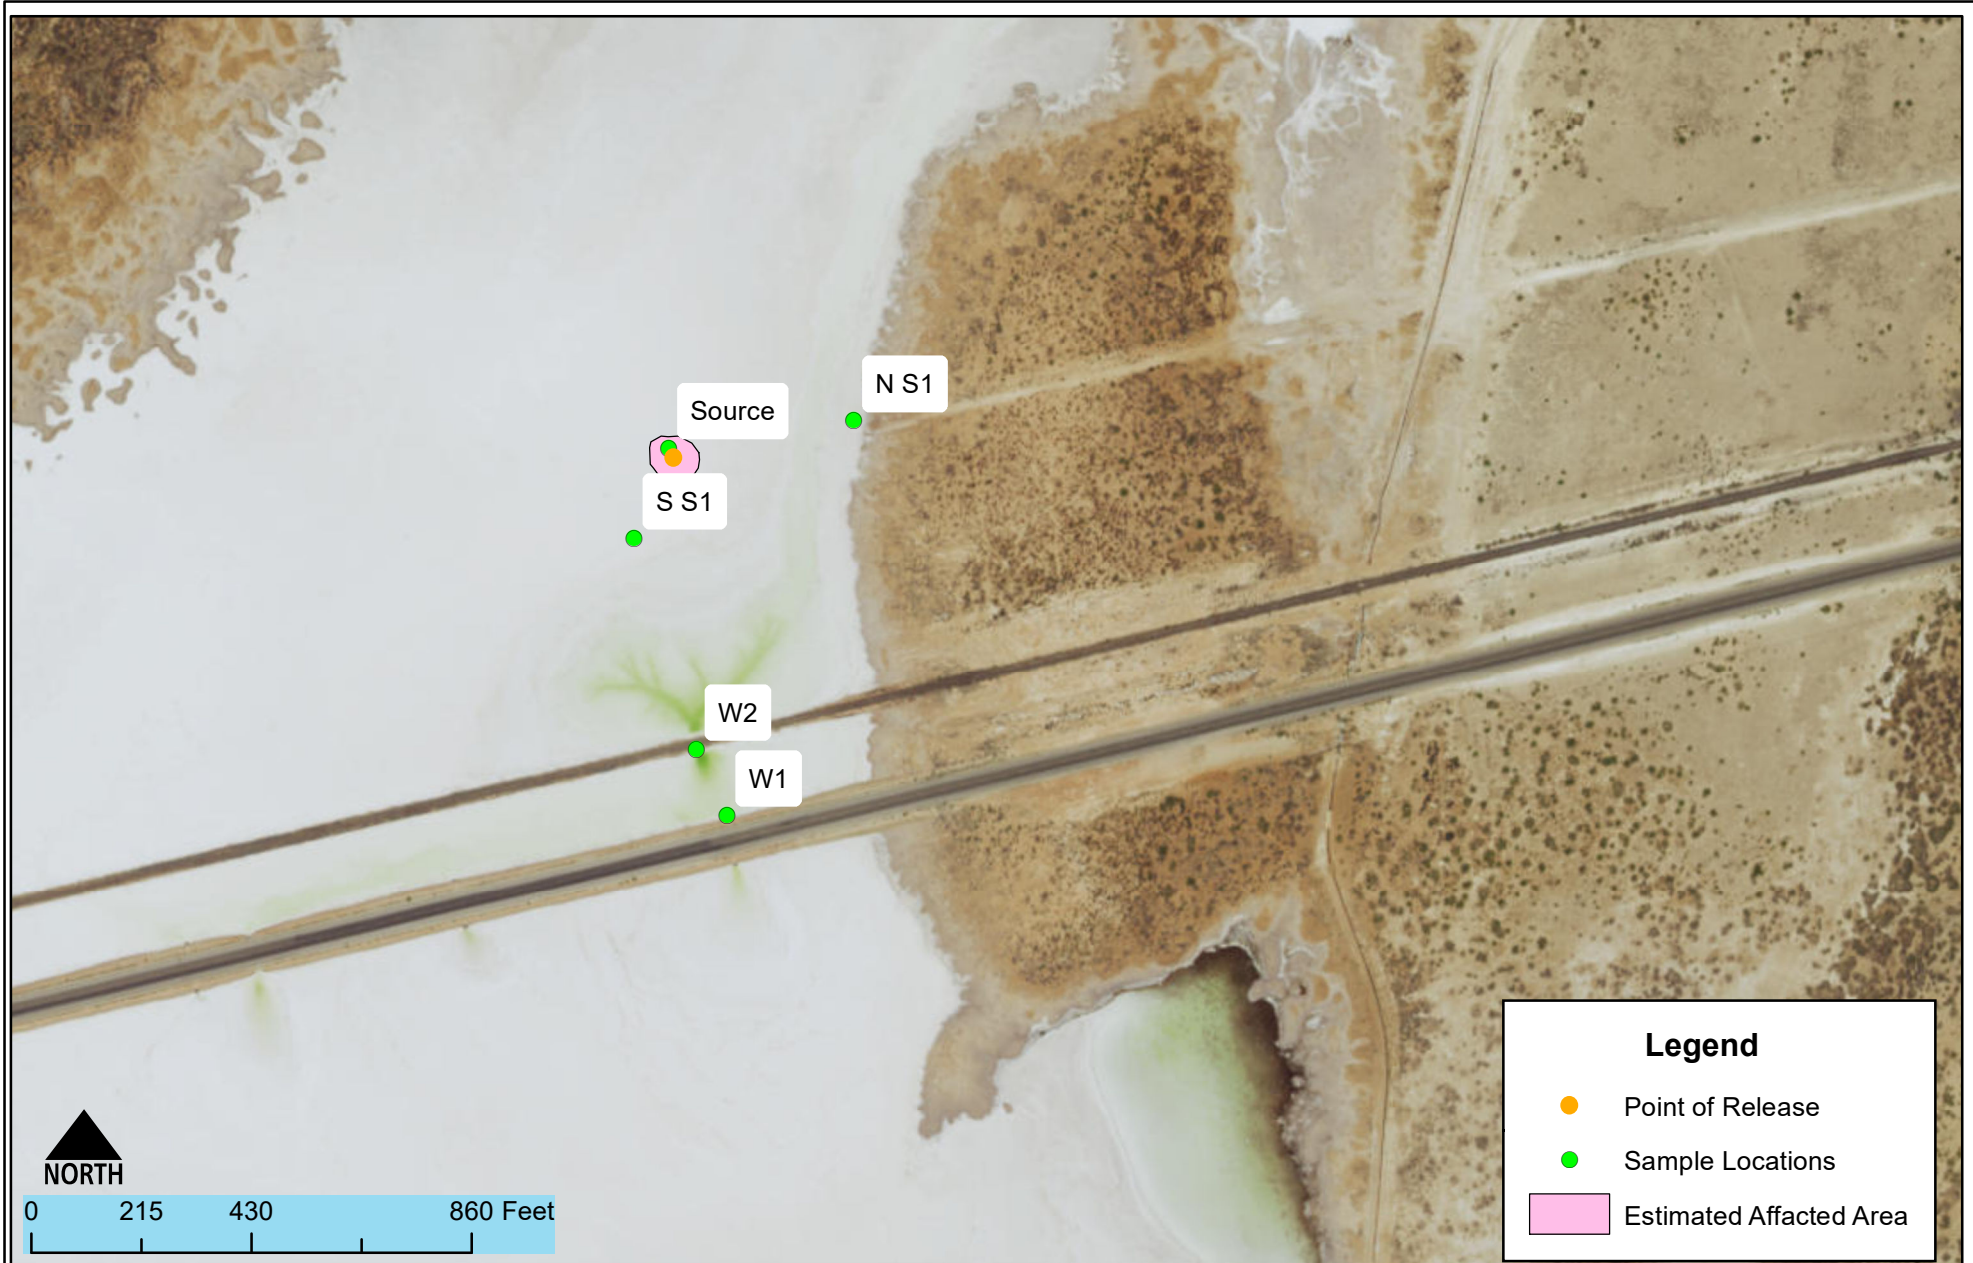 N S1
Source
S S1
W2
W1
Legend
Point of Release
Sample Locations
Estimated Affacted Area
NORTH
0 215 430 860 Feet